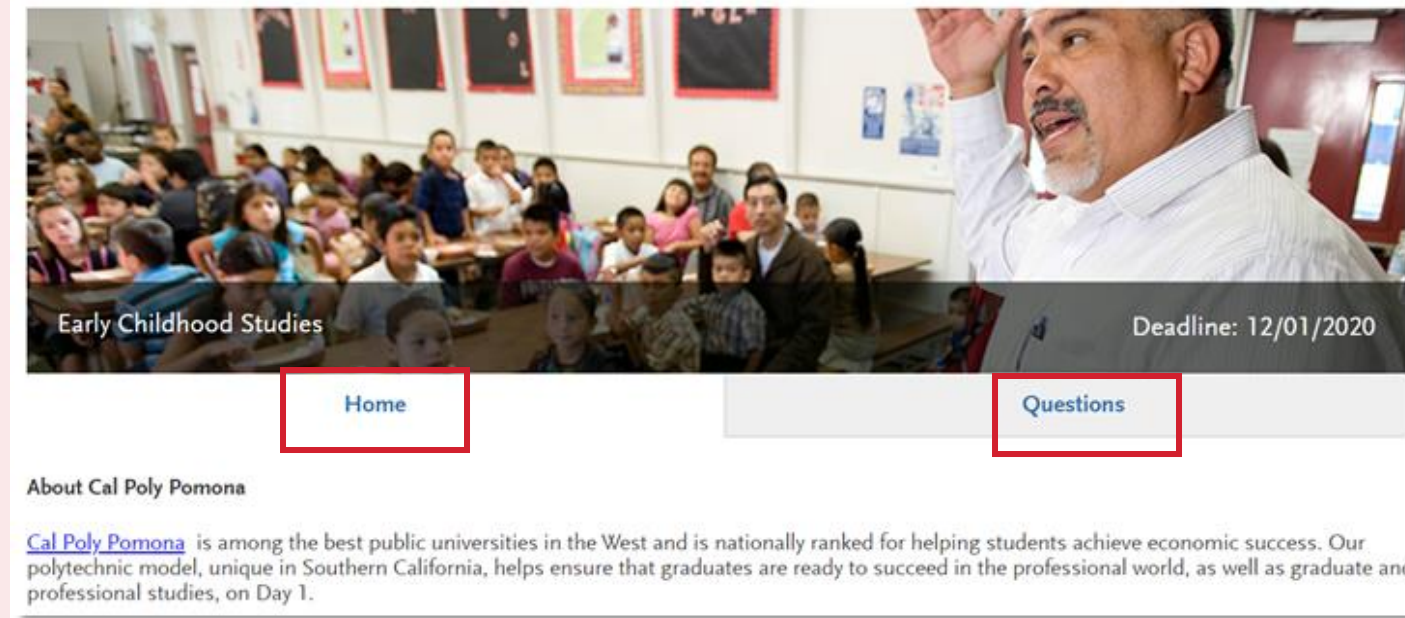 Early Childhood Studies
Deadline: 12/01/2020
Home
Questions
About Cal Poly Pomona
Cal Poly Pomona is among the best public universities in the West and is nationally ranked for helping students achieve economic success. Our
polytechnic model, unique in Southern California, helps ensure that graduates are ready to succeed in the professional world, as well as graduate and
professional studies, on Day 1.